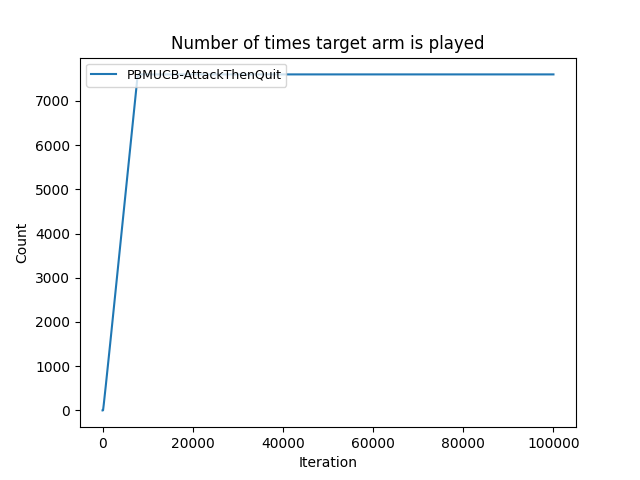 Number of times target arm is played
PBMUCB-AttackThenQuit
7000
6000
5000
4000
3000
2000
1000
0
Count
0 20000 40000 60000 80000 100000
Iteration